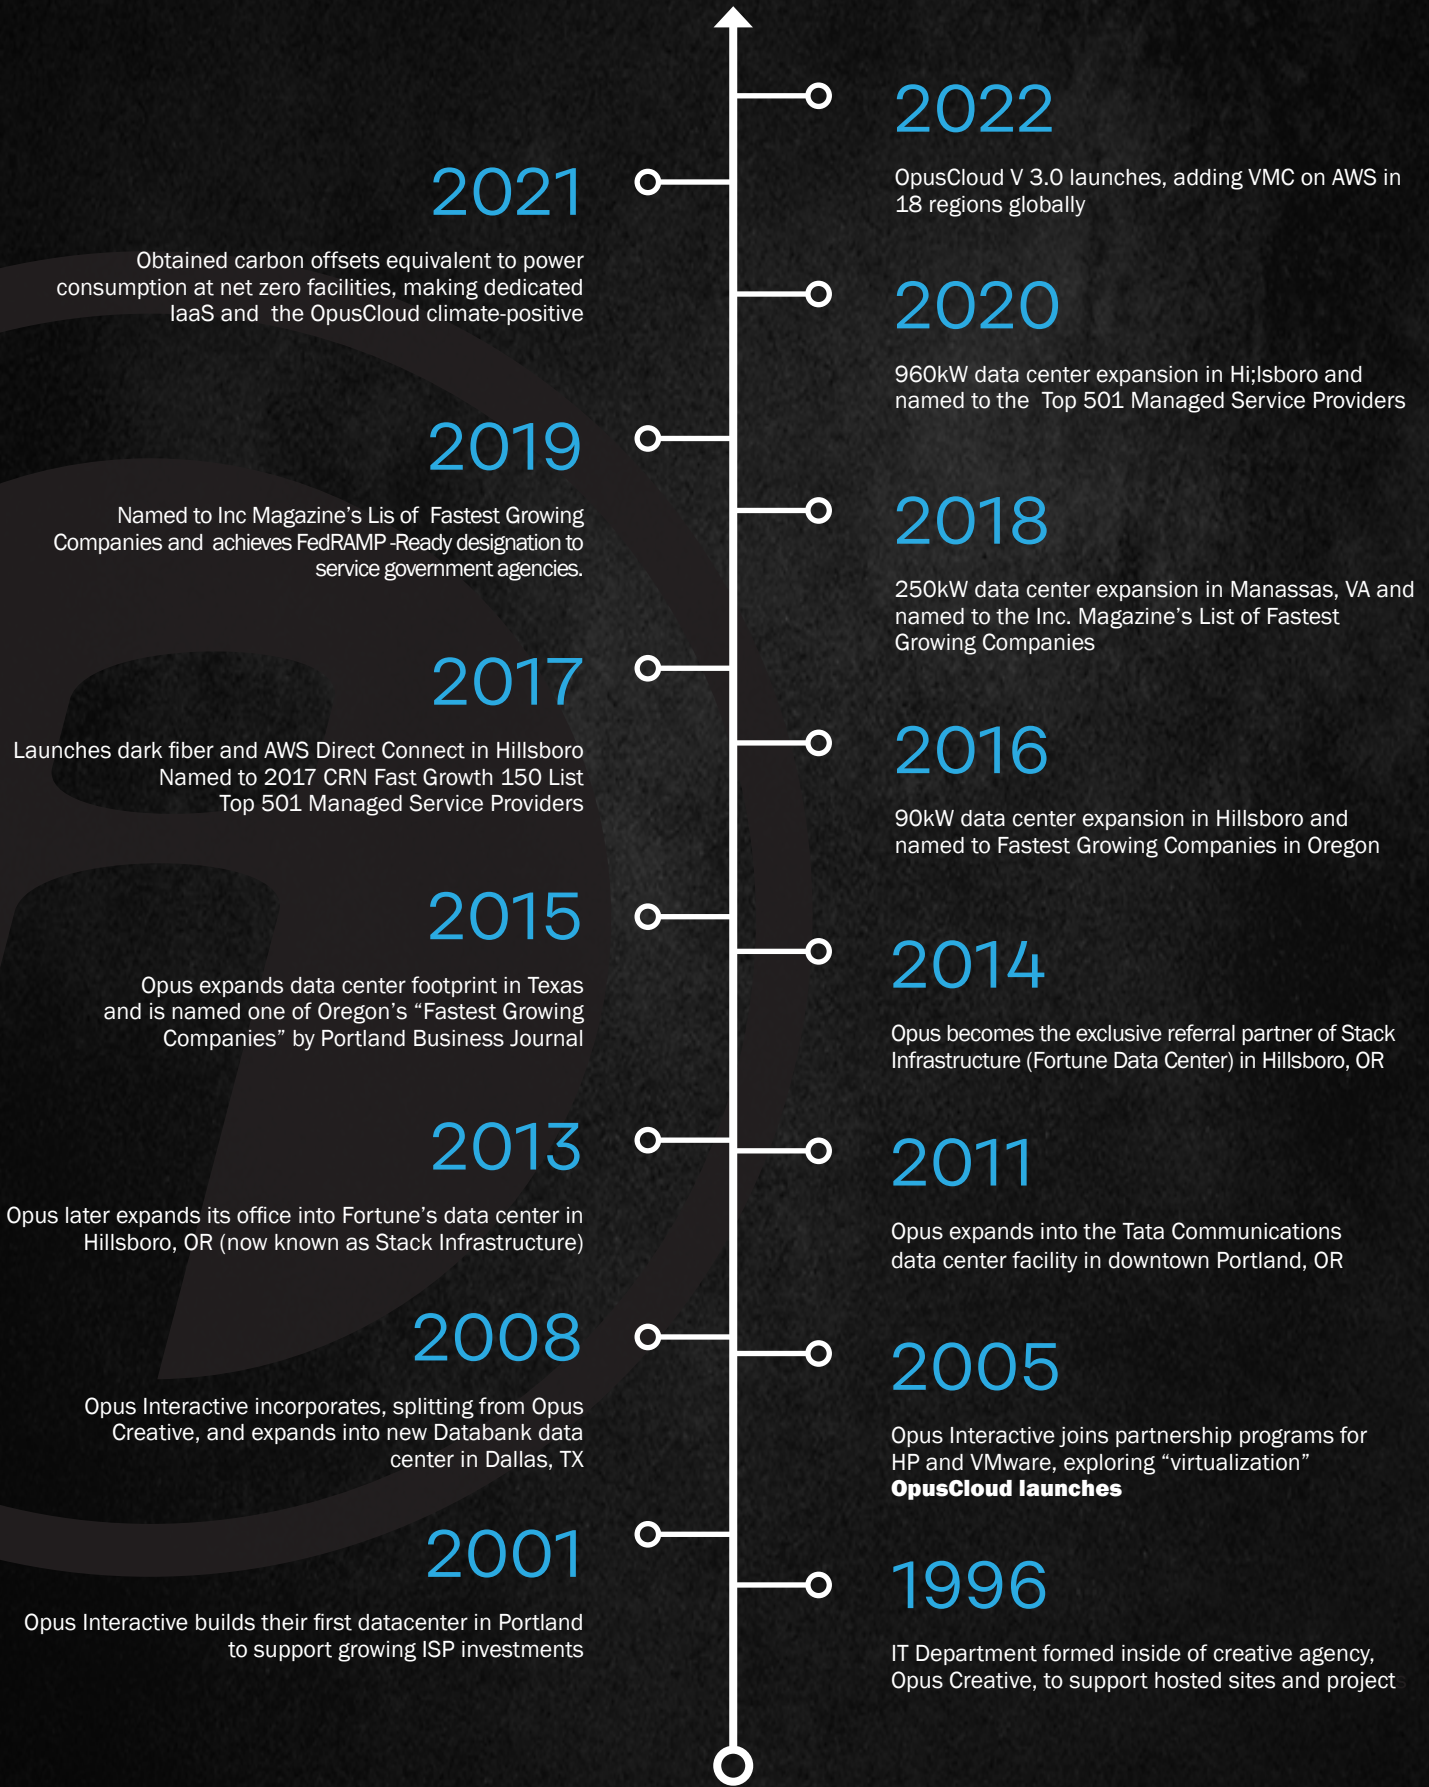 2022
OpusCloud V 3.0 launches, adding VMC on AWS in
18 regions globally
2021
Obtained carbon offsets equivalent to power
consumption at net zero facilities, making dedicated
IaaS and the OpusCloud climate-positive
2020
960kW data center expansion in Hi;lsboro and
named to the Top 501 Managed Service Providers
2019
Named to Inc Magazine’s Lis of Fastest Growing
Companies and achieves FedRAMP -Ready designation to
service government agencies.
2018
250kW data center expansion in Manassas, VA and
named to the Inc. Magazine’s List of Fastest
Growing Companies
2017
Launches dark fiber and AWS Direct Connect in Hillsboro
Named to 2017 CRN Fast Growth 150 List
Top 501 Managed Service Providers
2016
90kW data center expansion in Hillsboro and
named to Fastest Growing Companies in Oregon
2015
Opus expands data center footprint in Texas
and is named one of Oregon’s “Fastest Growing
Companies” by Portland Business Journal
2014
Opus becomes the exclusive referral partner of Stack
Infrastructure (Fortune Data Center) in Hillsboro, OR
2013
Opus later expands its office into Fortune’s data center in
Hillsboro, OR (now known as Stack Infrastructure)
2011
Opus expands into the Tata Communications
data center facility in downtown Portland, OR
2008
Opus Interactive incorporates, splitting from Opus
Creative, and expands into new Databank data
center in Dallas, TX
2005
Opus Interactive joins partnership programs for
HP and VMware, exploring “virtualization”
OpusCloud launches
2001
Opus Interactive builds their first datacenter in Portland
to support growing ISP investments
1996
IT Department formed inside of creative agency,
Opus Creative, to support hosted sites and projects